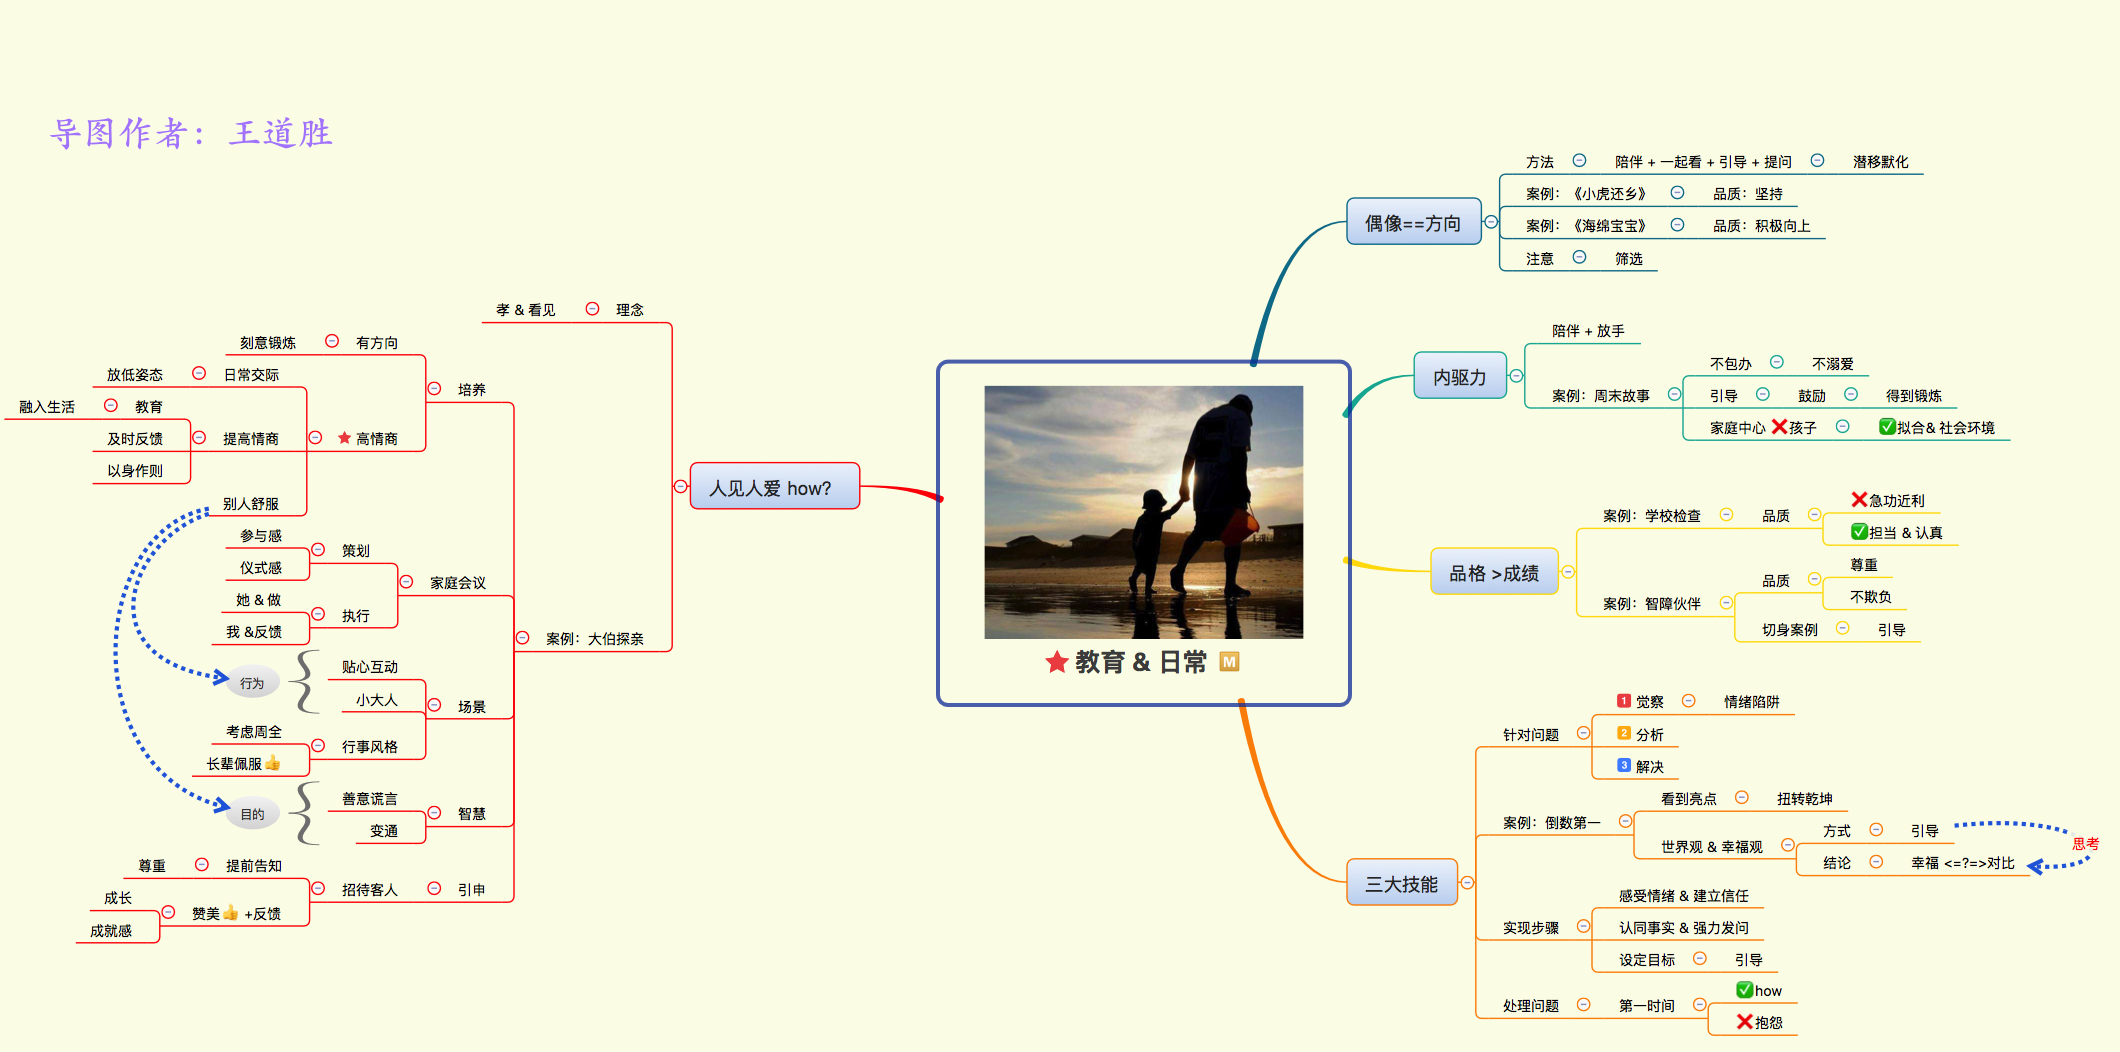 导图作者：王道胜
教育 & 日常 M
偶像==方向
方法
陪伴 + 一起看 + 引导 + 提问
潜移默化
案例：《小虎还乡》
品质：坚持
案例：《海绵宝宝》
品质：积极向上
注意
筛选
内驱力
陪伴 + 放手
案例：周末故事
不包办
不溺爱
引导
鼓励
得到锻炼
家庭中心 ❌孩子
✅拟合& 社会环境
品格 >成绩
案例：学校检查
品质
❌急功近利
✅担当 & 认真
案例：智障伙伴
品质
尊重
不欺负
切身案例
引导
三大技能
针对问题
1 觉察
情绪陷阱
2 分析
3 解决
案例：倒数第一
看到亮点
扭转乾坤
世界观 & 幸福观
方式
引导
思考
结论
幸福 <=?=>对比
实现步骤
感受情绪 & 建立信任
认同事实 & 强力发问
设定目标
引导
处理问题
第一时间
✅how
❌抱怨
人见人爱 how?
理念
孝 & 看见
案例：大伯探亲
培养
有方向
刻意锻炼
高情商
日常交际
放低姿态
提高情商
教育
融入生活
及时反馈
以身作则
别人舒服
家庭会议
策划
参与感
仪式感
执行
她 & 做
我 &反馈
场景
贴心互动
小大人
行为
行事风格
考虑周全
长辈佩服👍
智慧
善意谎言
变通
目的
引申
招待客人
提前告知
尊重
赞美👍 +反馈
成长
成就感